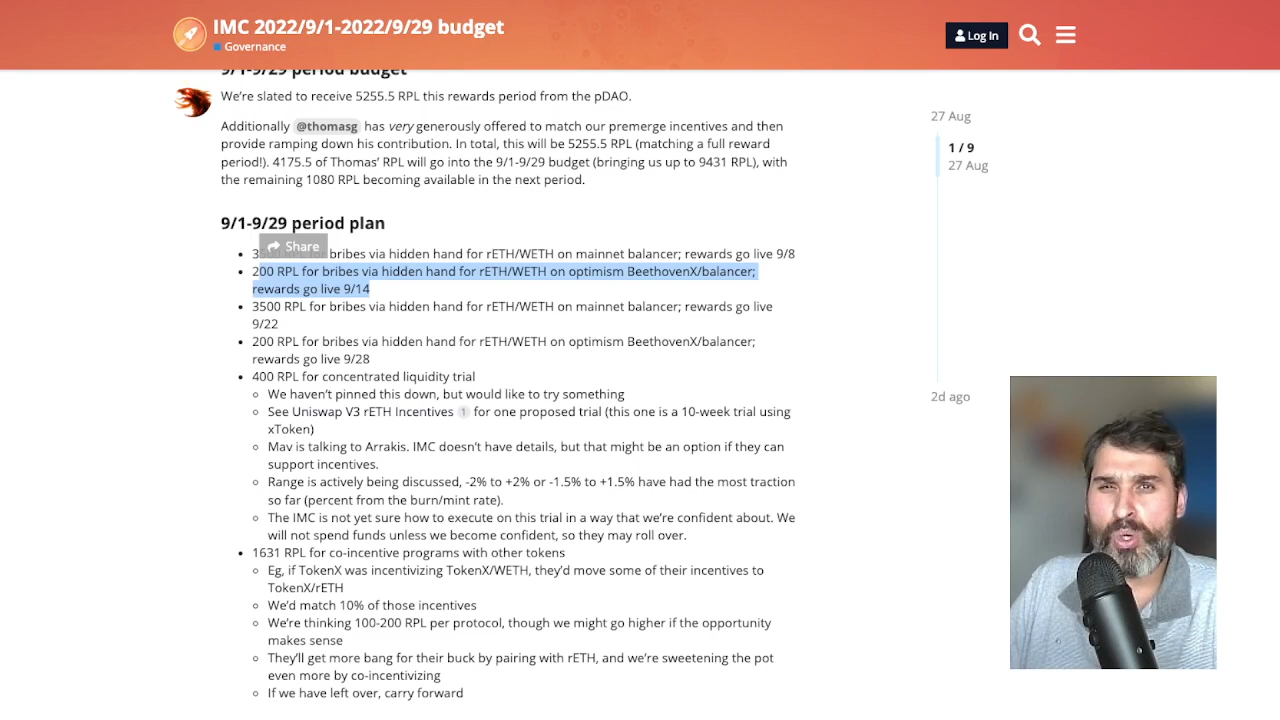 IMC 2022/9/1-2022/9/29 budget
Governance
Log In
9/1-9/29 period budget
We're slated to receive 5255.5 RPL this rewards period from the pDAO.
Additionally @thomasg has very generously offered to match our premerge incentives and then
provide ramping down his contribution. In total, this will be 5255.5 RPL (matching a full reward
period!). 4175.5 of Thomas' RPL will go into the 9/1-9/29 budget (bringing us up to 9431 RPL), with
the remaining 1080 RPL becoming available in the next period.
27 Aug
1 / 9
27 Aug
2d ago
9/1-9/29 period plan
Share
bribes via hidden hand for rETH/WETH on mainnet balancer; rewards go live 9/8
200 RPL for bribes via hidden hand for rETH/WETH on optimism BeethovenX/balancer;
rewards go live 9/14
3500 RPL for bribes via hidden hand for rETH/WETH on mainnet balancer; rewards go live
9/22
200 RPL for bribes via hidden hand for rETH/WETH on optimism BeethovenX/balancer;
rewards go live 9/28
400 RPL for concentrated liquidity trial
We haven't pinned this down, but would like to try something
See Uniswap V3 rETH Incentives 1 for one proposed trial (this one is a 10-week trial using
xToken)
Mav is talking to Arrakis. IMC doesn't have details, but that might be an option if they can
support incentives.
Range is actively being discussed, -2% to +2% or -1.5% to +1.5% have had the most traction
so far (percent from the burn/mint rate).
The IMC is not yet sure how to execute on this trial in a way that we're confident about. We
will not spend funds unless we become confident, so they may roll over.
1631 RPL for co-incentive programs with other tokens
Eg, if TokenX was incentivizing TokenX/WETH, they'd move some of their incentives to
TokenX/rETH
We'd match 10% of those incentives
We're thinking 100-200 RPL per protocol, though we might go higher if the opportunity
makes sense
They'll get more bang for their buck by pairing with rETH, and we're sweetening the pot
even more by co-incentivizing
If we have left over, carry forward